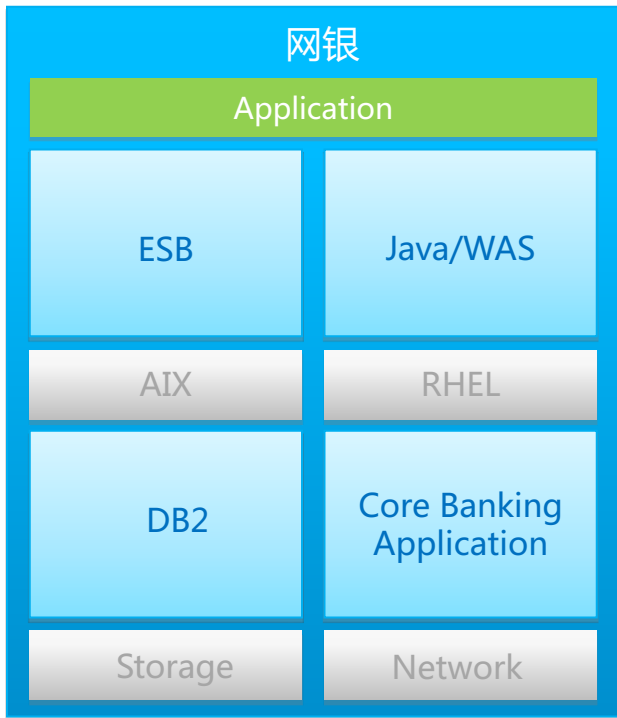 网银
Application
ESB
Java/WAS
AIX
RHEL
DB2
Core Banking
Application
Storage
Network